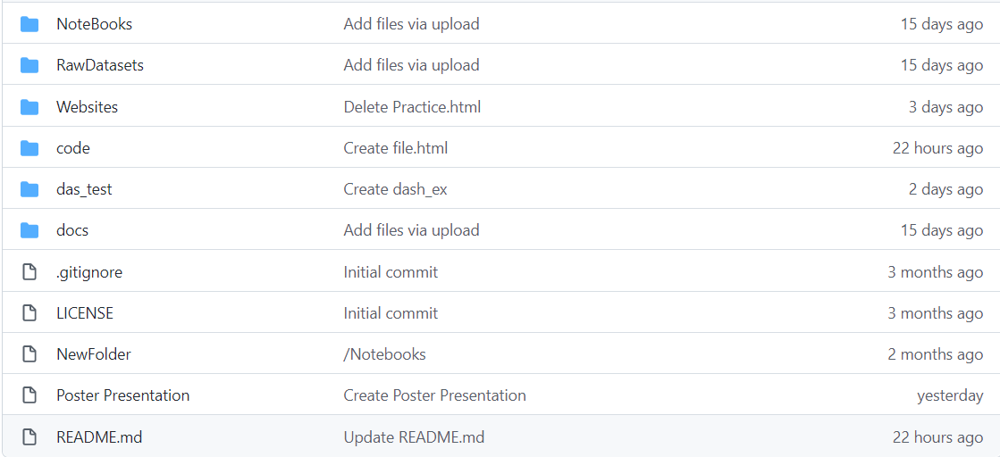 NoteBooks Add files via upload 15 days ago
RawDatasets Add files via upload 15 days ago
Websites Delete Practice.html 3 days ago
code Create file.html 22 hours ago
das_test Create dash_ex 2 days ago
docs Add files via upload 15 days ago
.gitignore Initial commit 3 months ago
LICENSE Initial commit 3 months ago
NewFolder /Notebooks 2 months ago
Poster Presentation Create Poster Presentation yesterday
README.md Update README.md 22 hours ago